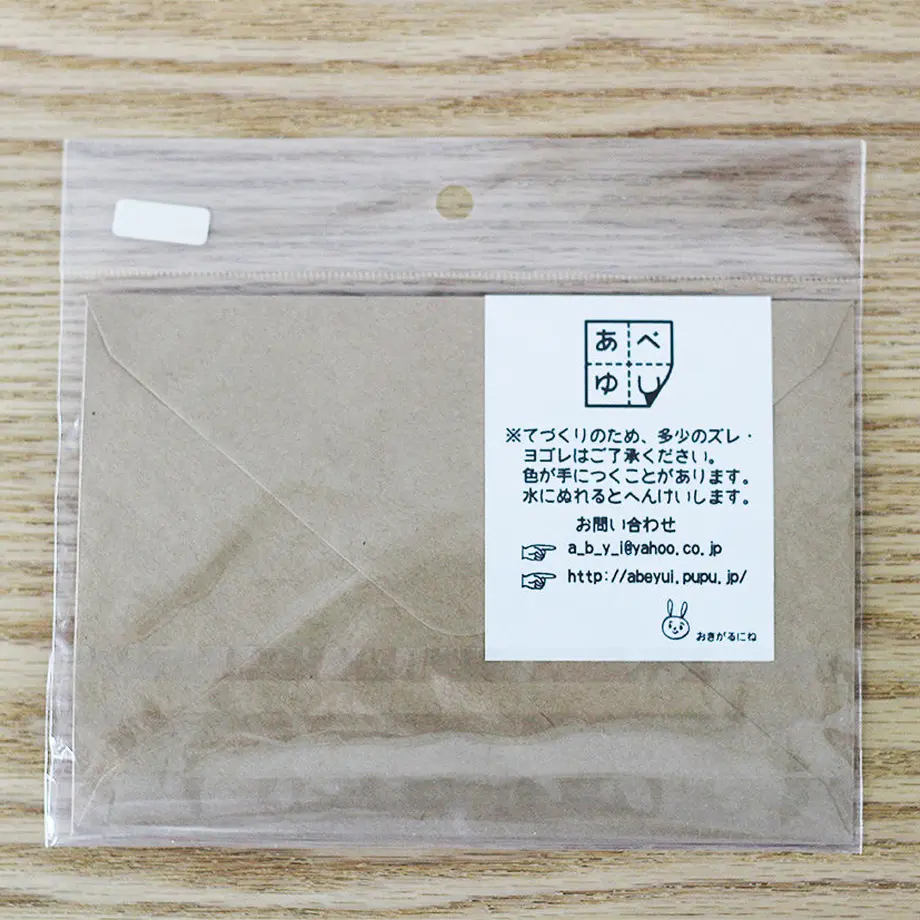 あべ
ゆい
※てづくりのため、多少のズレ・
ヨゴレはご了承ください。
色が手につくことがあります。
水にぬれるとへんけいします。
お問い合わせ
a_b_y_i@yahoo.co.jp
http://abeyui.pupu.jp/
おきがるにね